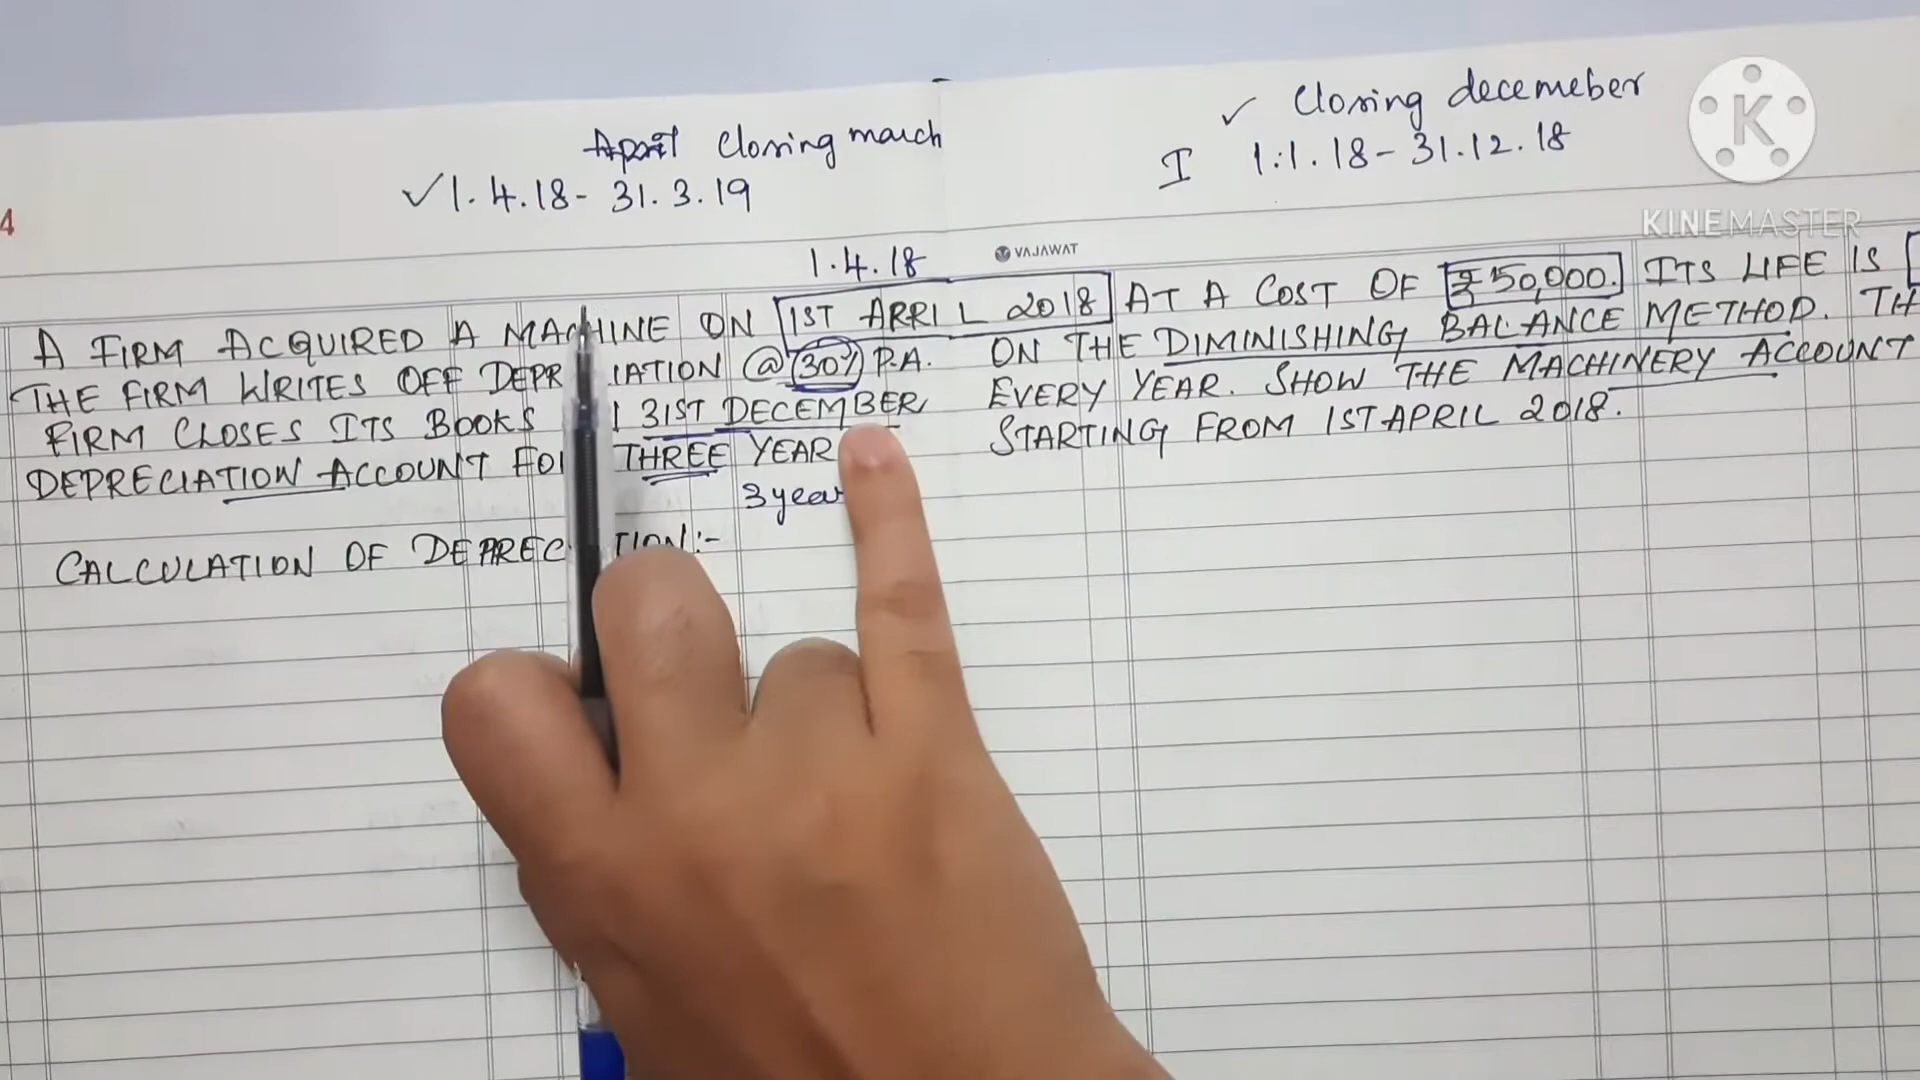 Closing decemeber
April Closing march
I 1.1.18- 31.12.18
✓1.4.18- 31.3.19
K
KINEMASTER
4
1.4.18
VAJAWAT
A FIRM ACQUIRED A MACHINE ON 1ST ARRIL 2018 AT A COST OF ₹50,000. ITS LIFE IS
THE FIRM WRITES OFF DEPR IATION @ 30% P.A. ON THE DIMINISHING BALANCE METHOD. TH
FIRM CLOSES ITS BOOKS 31ST DECEMBER EVERY YEAR. SHOW THE MACHINERY ACCOUNT
DEPRECIATION ACCOUNT FO THREE YEAR STARTING FROM 1ST APRIL 2018.
3 year
CALCULATION OF DEPREC TION:-